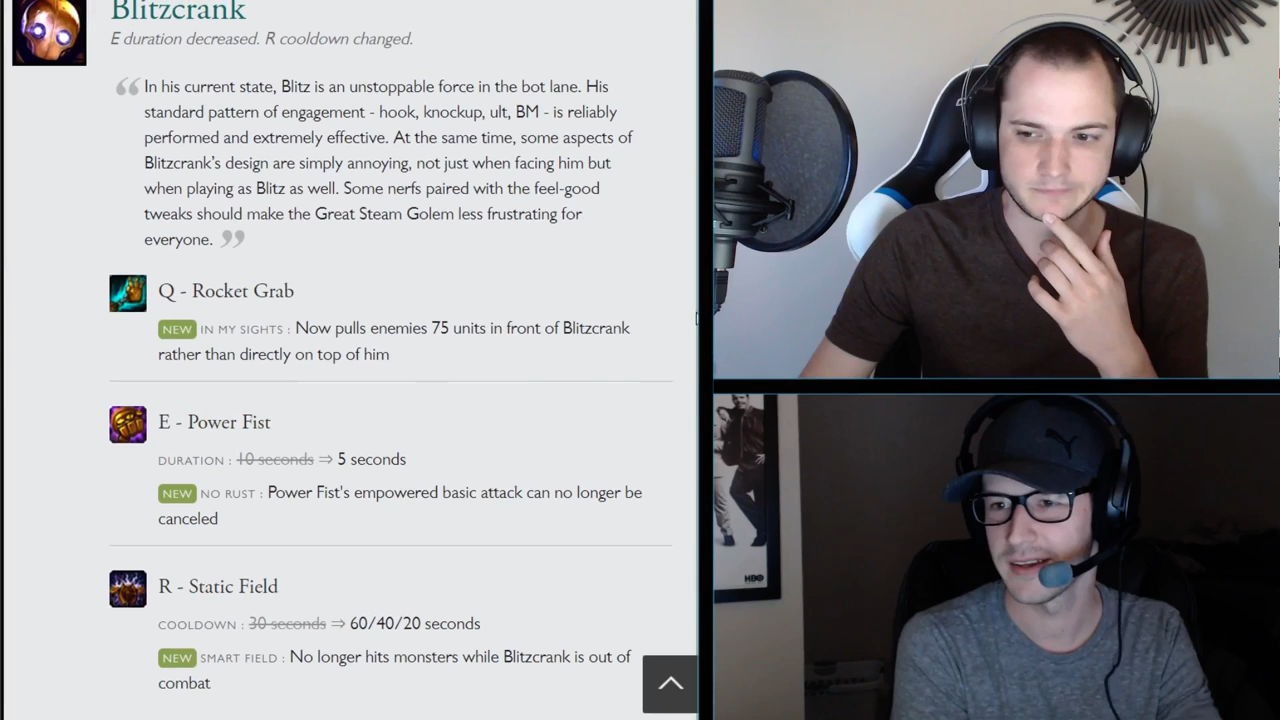 Blitzcrank
E duration decreased. R cooldown changed.
“ In his current state, Blitz is an unstoppable force in the bot lane. His
standard pattern of engagement - hook, knockup, ult, BM - is reliably
performed and extremely effective. At the same time, some aspects of
Blitzcrank's design are simply annoying, not just when facing him but
when playing as Blitz as well. Some nerfs paired with the feel-good
tweaks should make the Great Steam Golem less frustrating for
everyone. ”
Q - Rocket Grab
NEW IN MY SIGHTS : Now pulls enemies 75 units in front of Blitzcrank
rather than directly on top of him
E - Power Fist
DURATION : 10 seconds ⇒ 5 seconds
NEW NO RUST : Power Fist's empowered basic attack can no longer be
canceled
R - Static Field
COOLDOWN : 30 seconds ⇒ 60/40/20 seconds
NEW SMART FIELD : No longer hits monsters while Blitzcrank is out of
combat
HBO